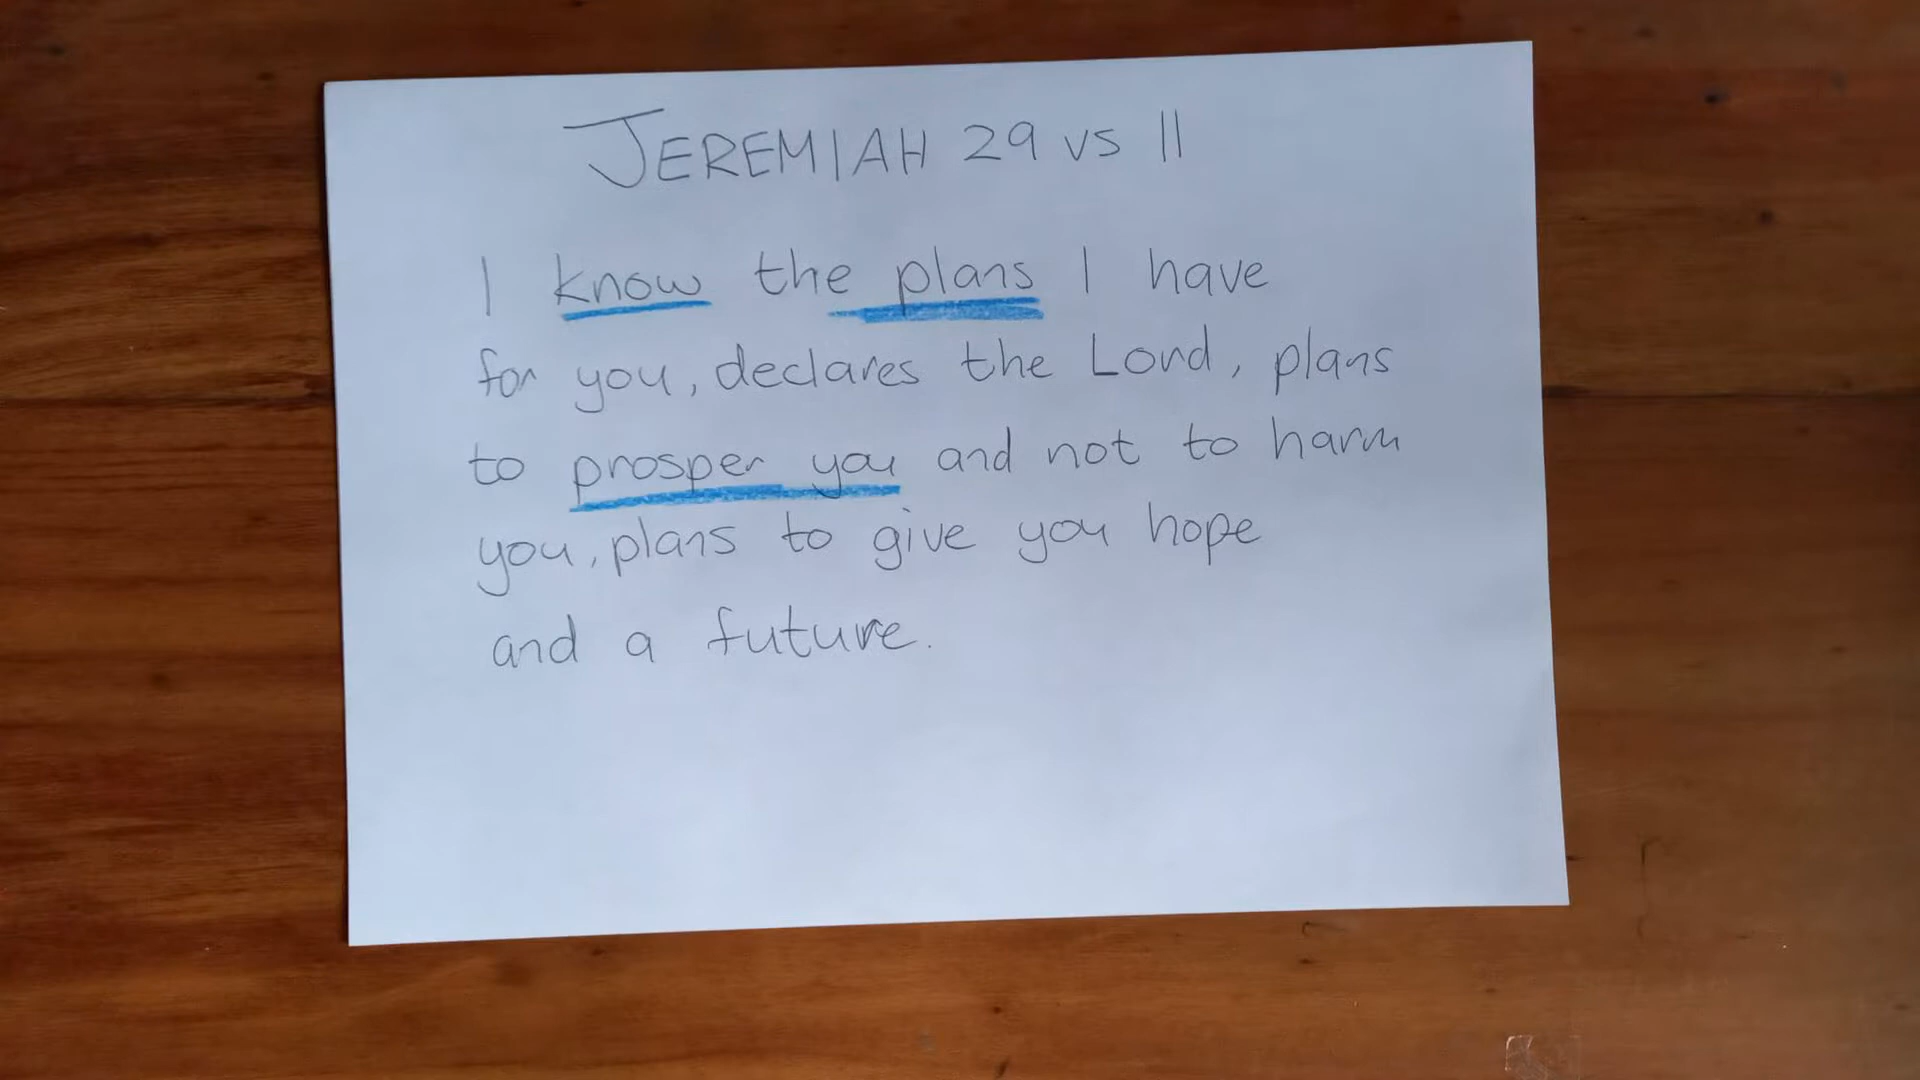 JEREMIAH 29 vs 11
I know the plans I have
for you, declares the Lord, plans
to prosper you and not to harm
you, plans to give you hope
and a future.